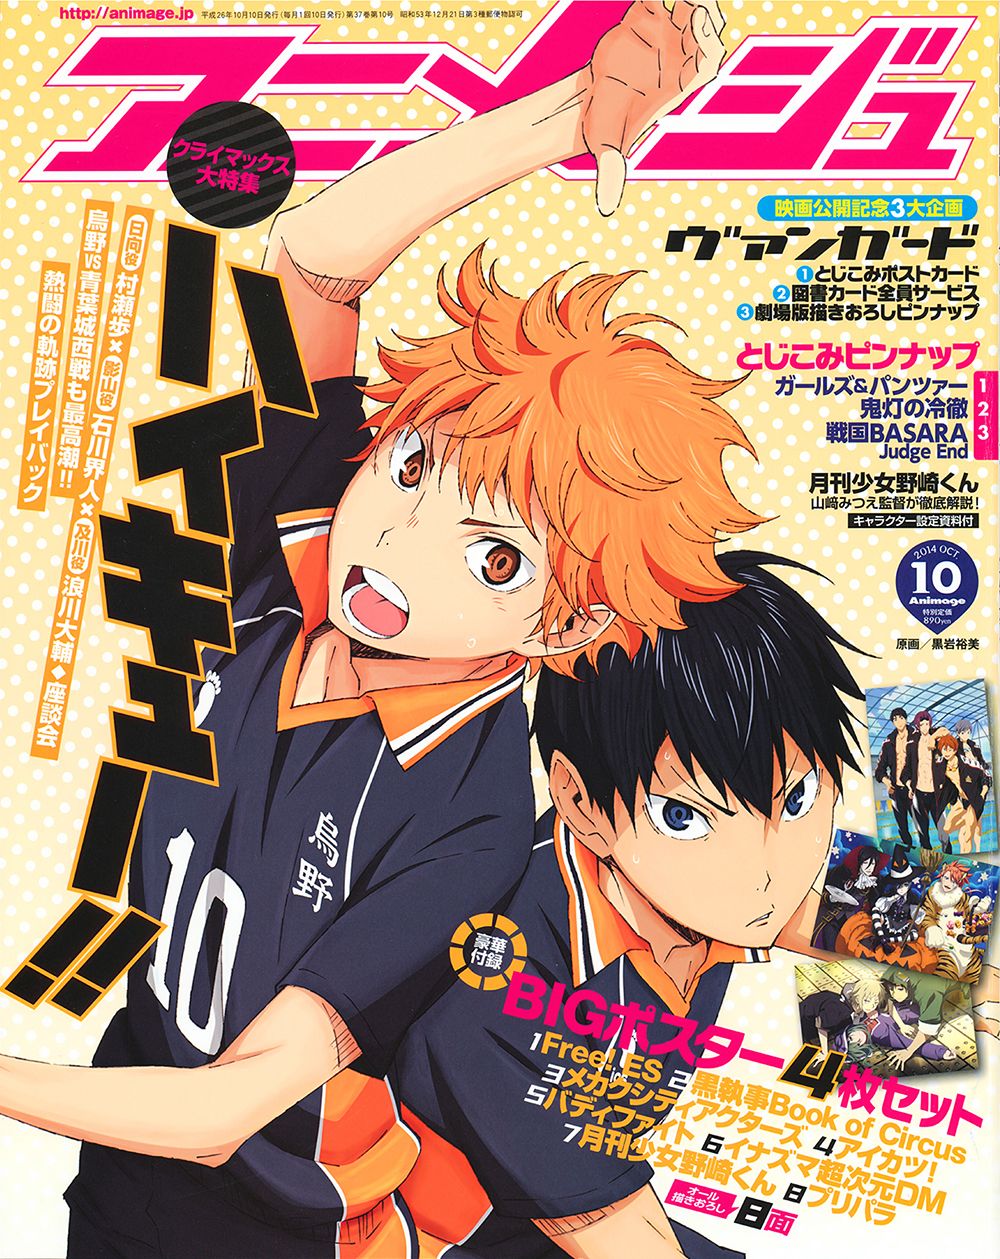 http://animage.jp 平成26年10月10日発行(毎月1回10日発行)第37巻第10号 昭和53年12月21日第3種郵便物認可
アニメージュ
クライマックス
大特集
ハイキュー!!
日向役 村瀬歩×影山役 石川界人×及川役 浪川大輔◆座談会
烏野VS青葉城西戦も最高潮!!
熱闘の軌跡プレイバック
映画公開記念3大企画
ヴァンガード
1とじこみポストカード
2図書カード全員サービス
3劇場版描きおろしピンナップ
とじこみピンナップ
ガールズ&パンツァー 1
鬼灯の冷徹 2
戦国BASARA 3
Judge End
月刊少女野崎くん
山﨑みつえ監督が徹底解説!
キャラクター設定資料付
2014 OCT.
10
Animage
特別定価
890yen
原画/黒岩裕美
烏野
10
豪華
付録
BIGポスター4枚セット
1Free! ES 2黒執事Book of Circus
3メカクシティアクターズ 4アイカツ!
5バディファイト 6イナズマ超次元DM
7月刊少女野崎くん 8プリパラ
オール
描きおろし
8面